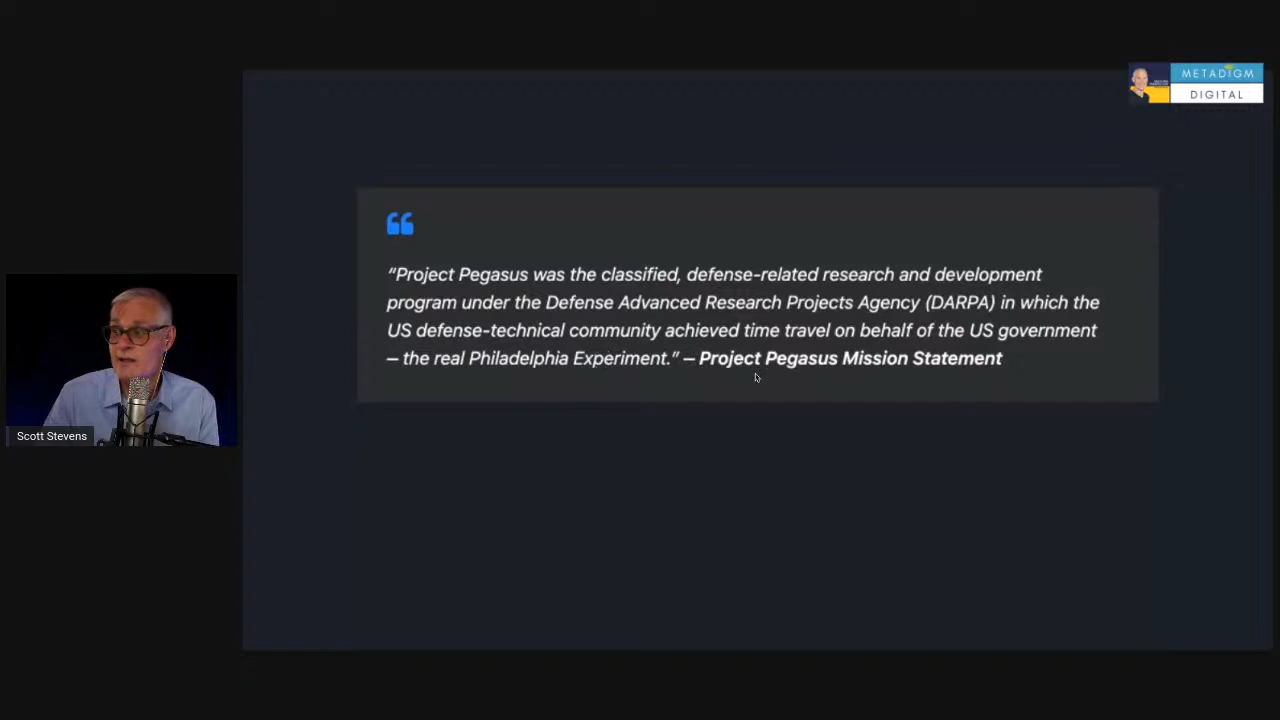 METADIGM
DIGITAL
“Project Pegasus was the classified, defense-related research and development
program under the Defense Advanced Research Projects Agency (DARPA) in which the
US defense-technical community achieved time travel on behalf of the US government
– the real Philadelphia Experiment.” – Project Pegasus Mission Statement
Scott Stevens